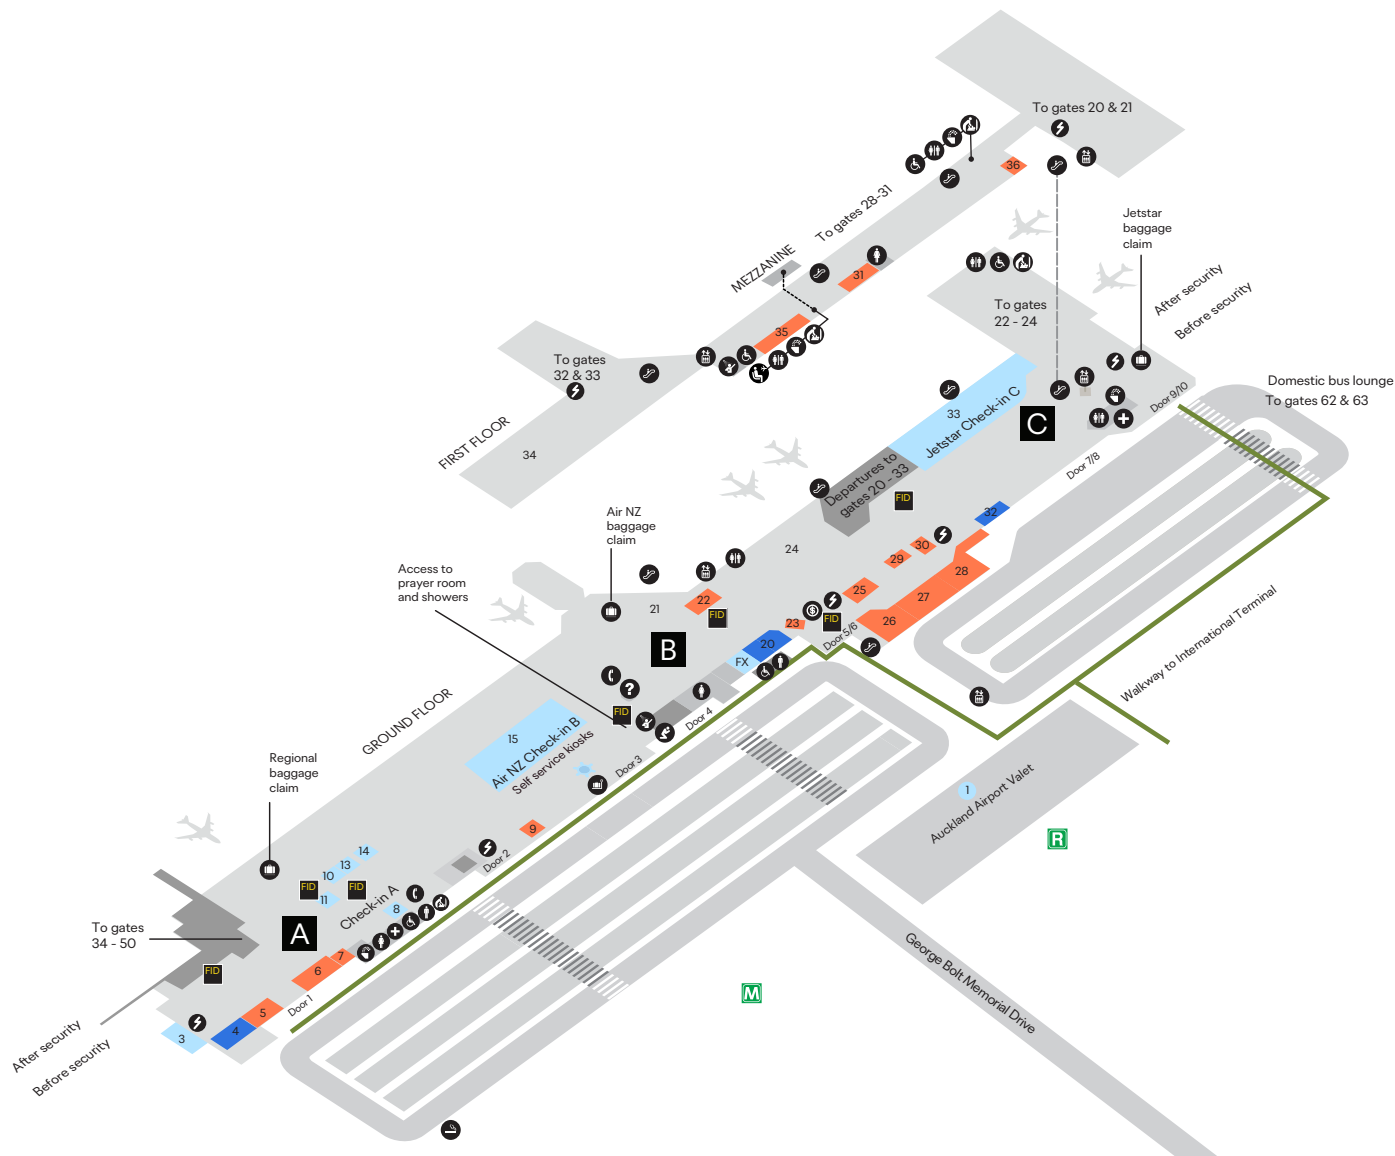 To gates 20 & 21
36
To gates 28-31
Jetstar
baggage
claim
MEZZANINE
31
After security
Before security
To gates
22 - 24
35
To gates
32 & 33
Domestic bus lounge
To gates 62 & 63
Door 9/10
33
Jetstar Check-in C
C
FIRST FLOOR
34
Door 7/8
Departures to
gates 20 - 33
FID
32
Air NZ
baggage
claim
24
30
29
28
Access to
prayer room
and showers
25
27
22
21
FID
23
FID
26
Door 5/6
B
20
FX
Walkway to International Terminal
GROUND FLOOR
FID
Door 4
15
Air NZ Check-in B
Self service kiosks
Door 3
Regional
baggage
claim
1
Auckland Airport Valet
R
9
14
13
10
11
FID
FID
Door 2
Check-in A
8
To gates
34 - 50
A
7
6
FID
Door 1
5
4
3
After security
Before security
M
George Bolt Memorial Drive